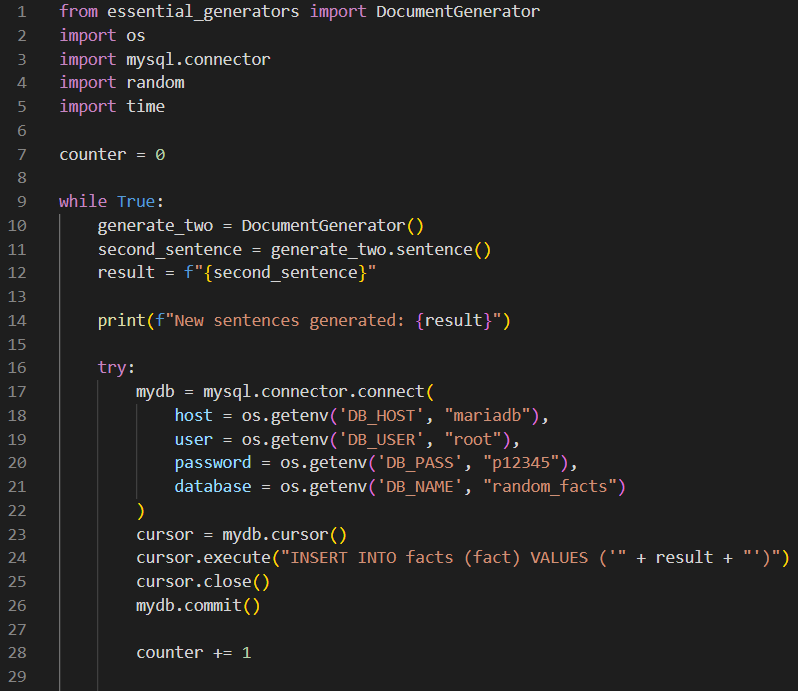 1 from essential_generators import DocumentGenerator
2 import os
3 import mysql.connector
4 import random
5 import time
6
7 counter = 0
8
9 while True:
10     generate_two = DocumentGenerator()
11     second_sentence = generate_two.sentence()
12     result = f"{second_sentence}"
13
14     print(f"New sentences generated: {result}")
15
16     try:
17         mydb = mysql.connector.connect(
18             host = os.getenv('DB_HOST', "mariadb"),
19             user = os.getenv('DB_USER', "root"),
20             password = os.getenv('DB_PASS', "p12345"),
21             database = os.getenv('DB_NAME', "random_facts")
22         )
23         cursor = mydb.cursor()
24         cursor.execute("INSERT INTO facts (fact) VALUES ('" + result + "')")
25         cursor.close()
26         mydb.commit()
27
28         counter += 1
29